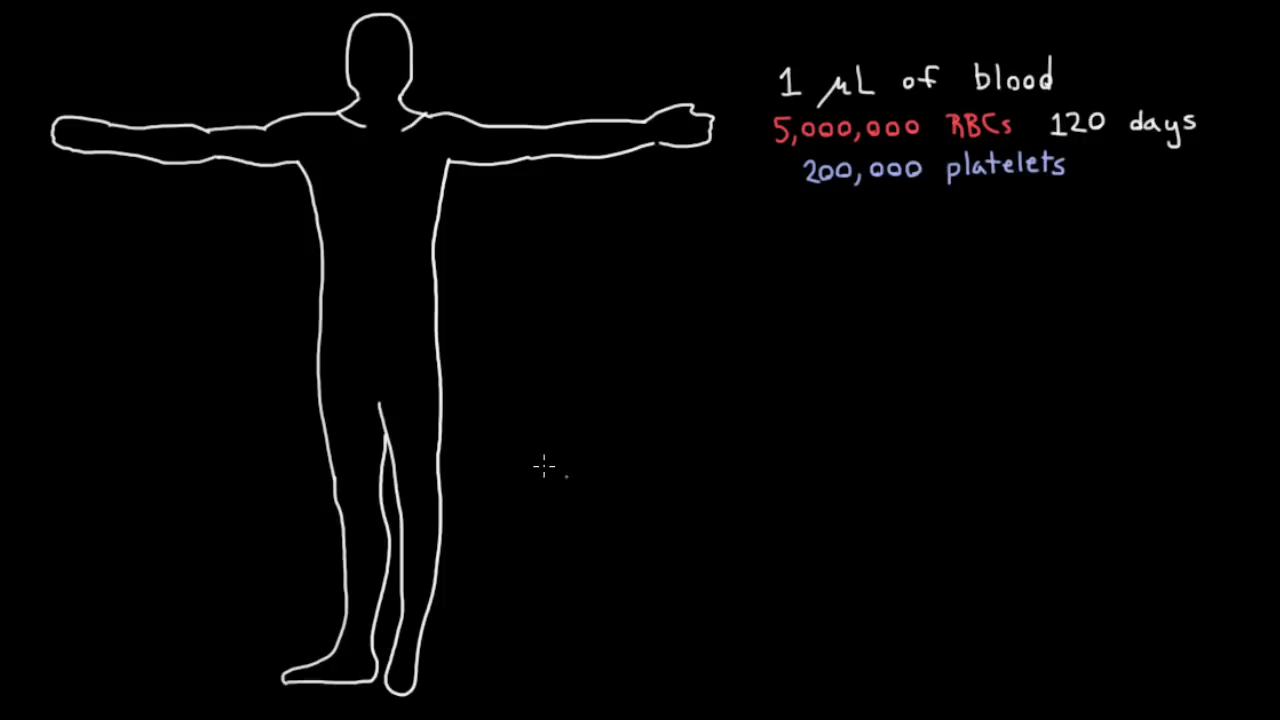 1 μL of blood
5,000,000 RBCs 120 days
200,000 platelets